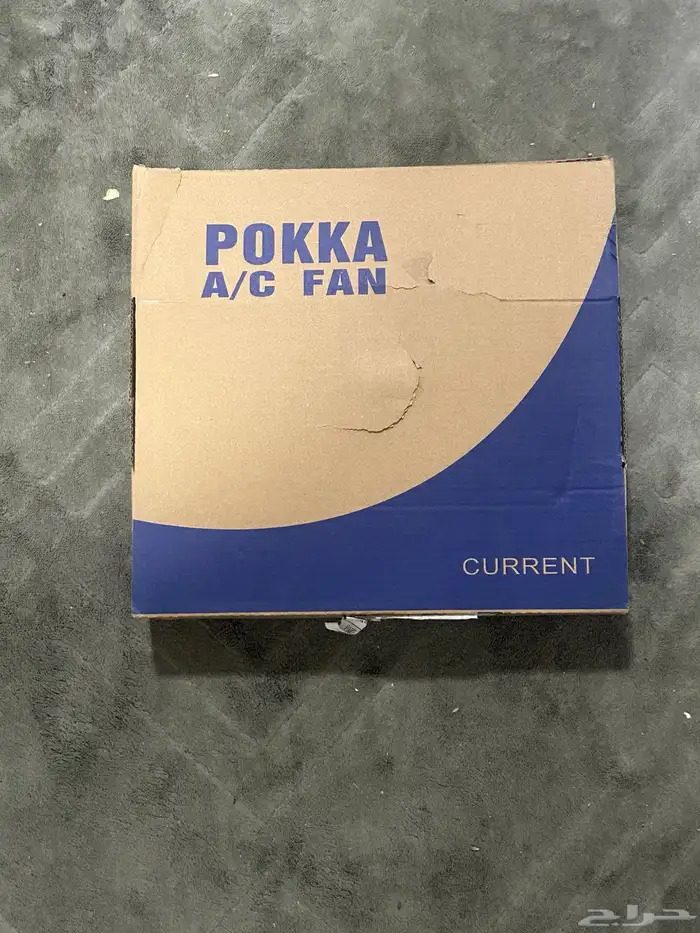 POKKA
A/C FAN
CURRENT
حراج